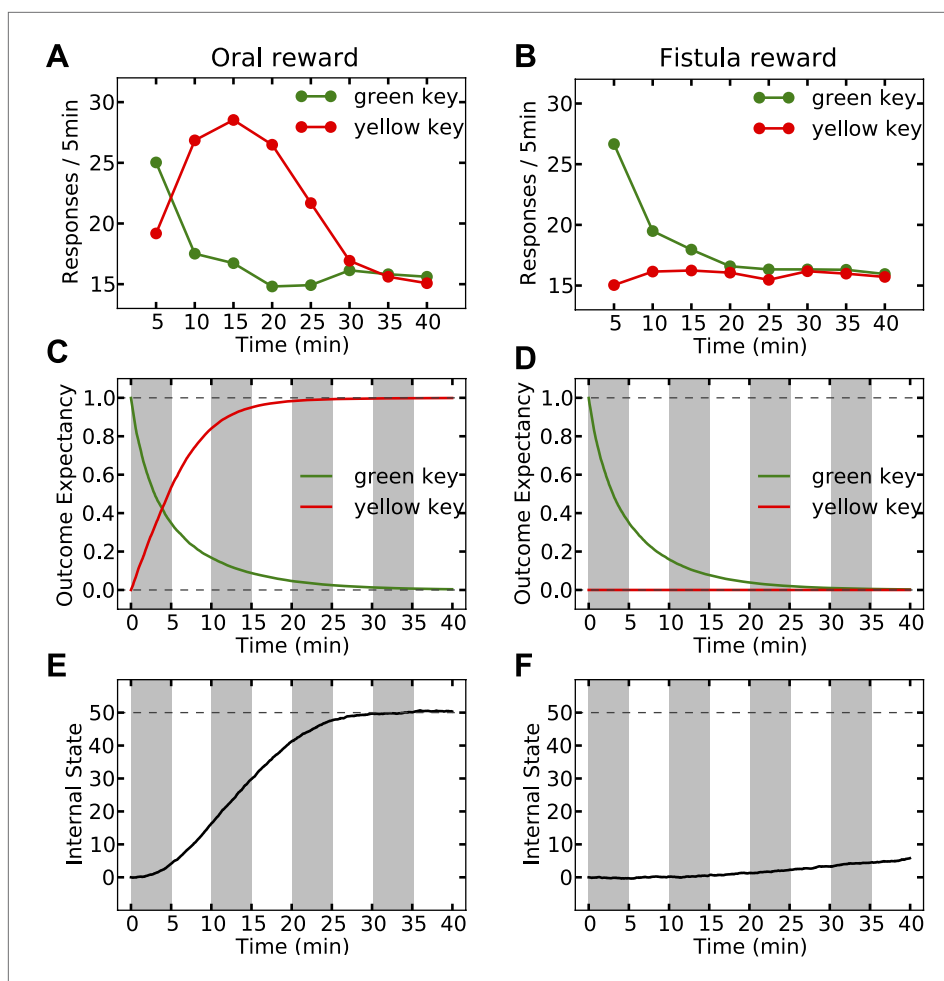 A
Oral reward
Responses / 5min
30
25
20
15
green key
yellow key
5 10 15 20 25 30 35 40
Time (min)
B
Fistula reward
Responses / 5min
30
25
20
15
green key
yellow key
5 10 15 20 25 30 35 40
Time (min)
C
Outcome Expectancy
1.0
0.8
0.6
0.4
0.2
0.0
green key
yellow key
0 5 10 15 20 25 30 35 40
Time (min)
D
Outcome Expectancy
1.0
0.8
0.6
0.4
0.2
0.0
green key
yellow key
0 5 10 15 20 25 30 35 40
Time (min)
E
Internal State
50
40
30
20
10
0
0 5 10 15 20 25 30 35 40
Time (min)
F
Internal State
50
40
30
20
10
0
0 5 10 15 20 25 30 35 40
Time (min)